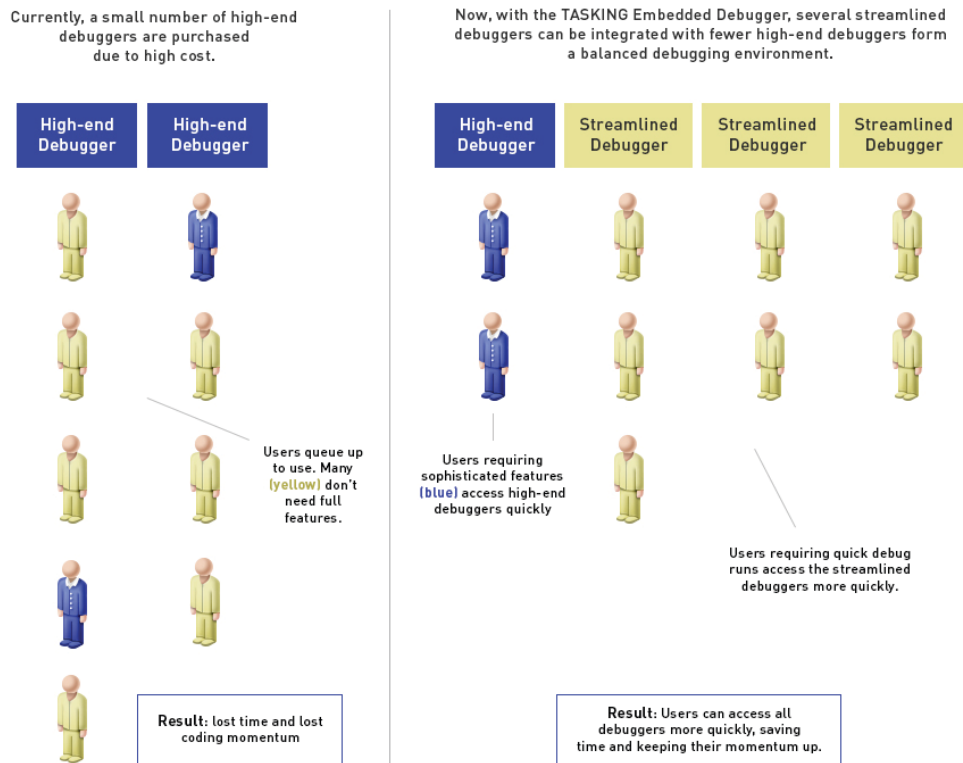 Currently, a small number of high-end
debuggers are purchased
due to high cost.
Now, with the TASKING Embedded Debugger, several streamlined
debuggers can be integrated with fewer high-end debuggers form
a balanced debugging environment.
High-end
Debugger
High-end
Debugger
High-end
Debugger
Streamlined
Debugger
Streamlined
Debugger
Streamlined
Debugger
Users queue up
to use. Many
(yellow) don't
need full
features.
Users requiring
sophisticated features
(blue) access high-end
debuggers quickly
Users requiring quick debug
runs access the streamlined
debuggers more quickly.
Result: lost time and lost
coding momentum
Result: Users can access all
debuggers more quickly, saving
time and keeping their momentum up.